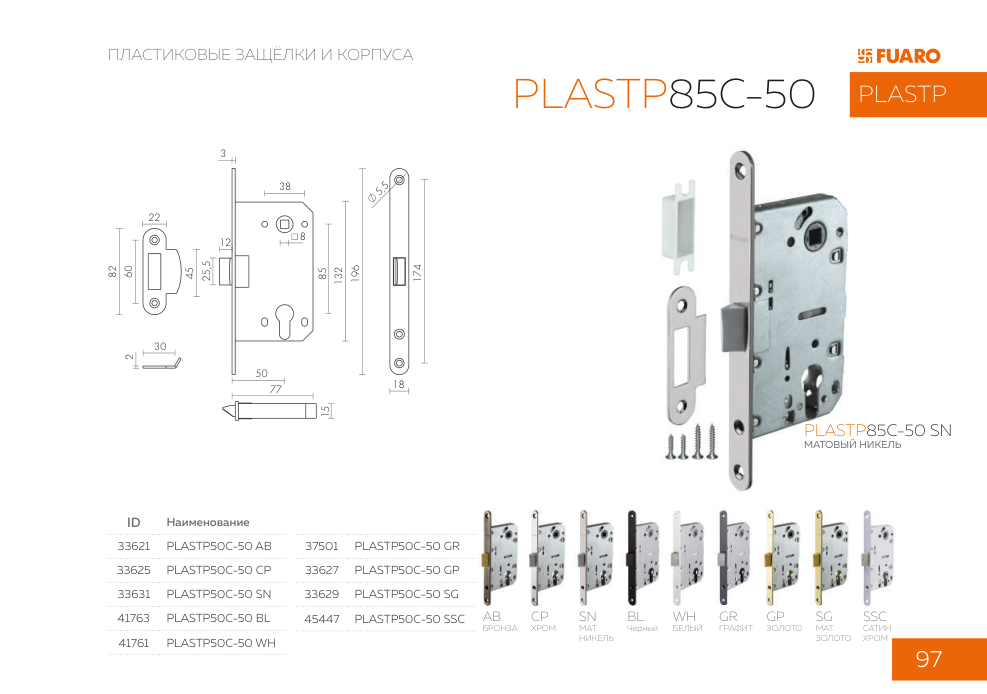 ПЛАСТИКОВЫЕ ЗАЩЁЛКИ И КОРПУСА
FUARO
PLASTP85C-50
PLASTP
3
38
22
12
□8
82
60
45
25,5
85
132
196
Ø5,5
174
30
2
50
77
15
18
FUARO
PLASTP85C-50 SN
МАТОВЫЙ НИКЕЛЬ
ID Наименование
33621 PLASTP50C-50 AB
33625 PLASTP50C-50 CP
33631 PLASTP50C-50 SN
41763 PLASTP50C-50 BL
41761 PLASTP50C-50 WH
37501 PLASTP50C-50 GR
33627 PLASTP50C-50 GP
33629 PLASTP50C-50 SG
45447 PLASTP50C-50 SSC
AB
БРОНЗА
CP
ХРОМ
SN
МАТ.
НИКЕЛЬ
BL
Черный
WH
БЕЛЫЙ
GR
ГРАФИТ
GP
ЗОЛОТО
SG
МАТ.
ЗОЛОТО
SSC
САТИН
ХРОМ
97